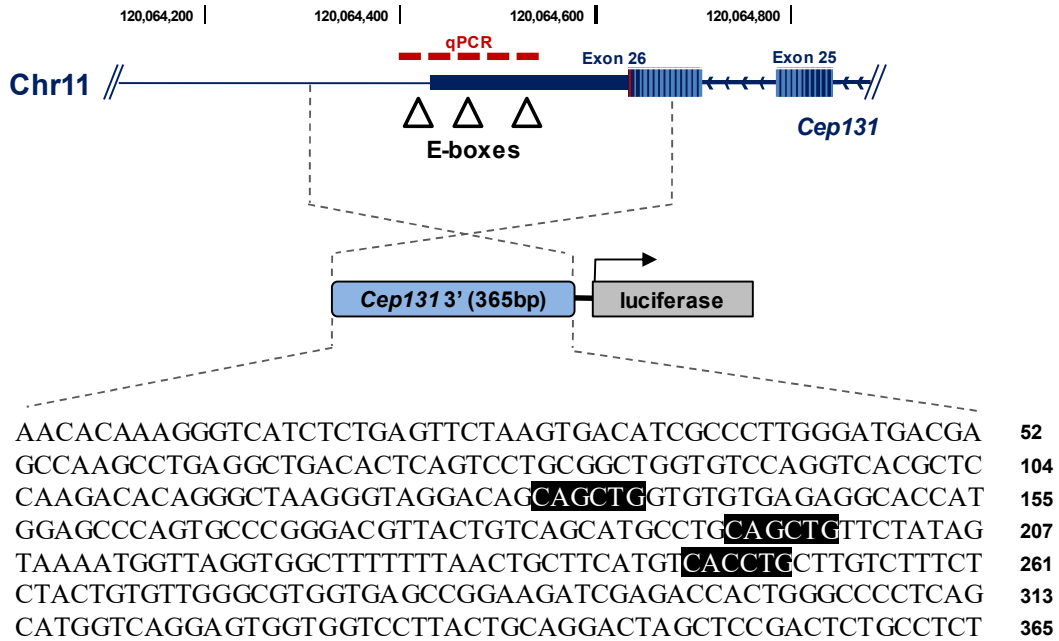 120,064,200 120,064,400 120,064,600 120,064,800
qPCR
Exon 26 Exon 25
Chr11
Cep131
E-boxes
Cep131 3' (365bp) luciferase
AACACAAAGGGTCATCTCTGAGTTCTAAGTGACATCGCCCTTGGGATGACGA 52
GCCAAGCCTGAGGCTGACACTCAGTCCTGCGGCTGGTGTCCAGGTCACGCTC 104
CAAGACACAGGGCTAAGGGTAGGACAGCAGCTGGTGTGTGAGAGGCACCAT 155
GGAGCCCAGTGCCCGGGACGTTACTGTCAGCATGCCTGCAGCTGTTCTATAG 207
TAAAATGGTTAGGTGGCTTTTTTTAACTGCTTCATGTCACCTGCTTGTCTTTCT 261
CTACTGTGTTGGGCGTGGTGAGCCGGAAGATCGAGACCACTGGGCCCCTCAG 313
CATGGTCAGGAGTGGTGGTCCTTACTGCAGGACTAGCTCCGACTCTGCCTCT 365